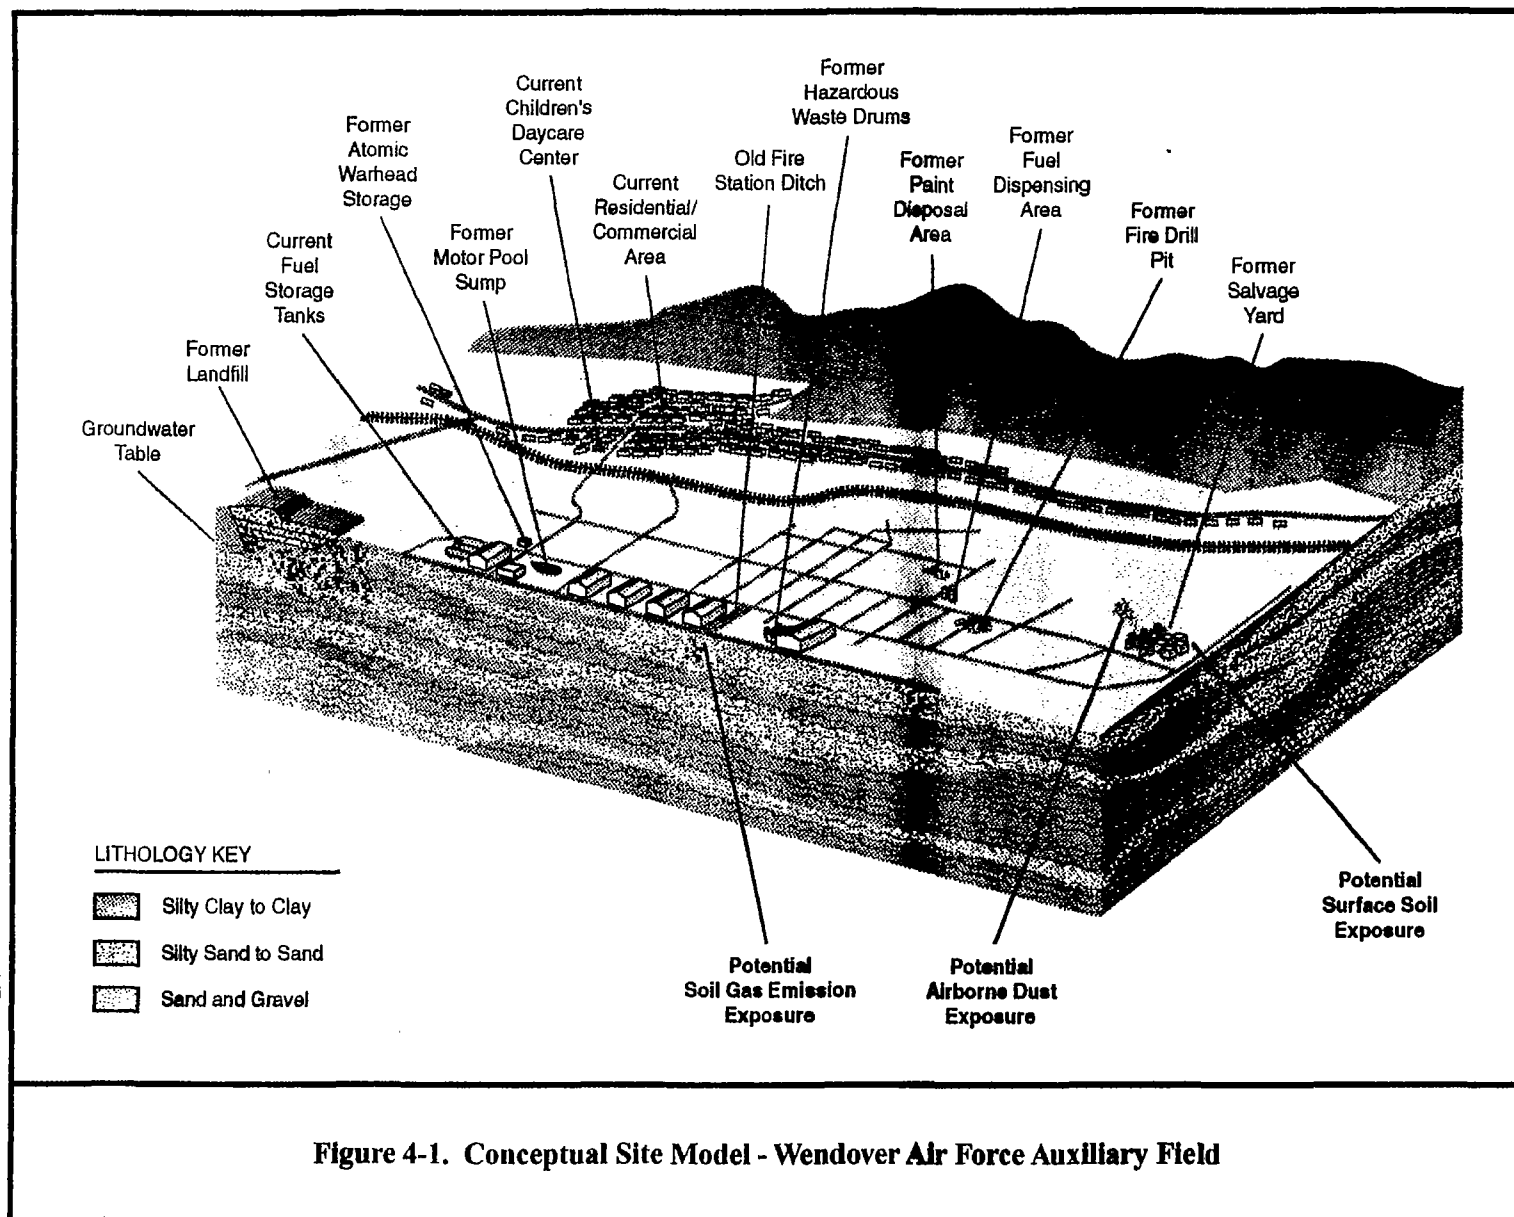 Former
Hazardous
Waste Drums
Current
Children's
Daycare
Center
Former
Atomic
Warhead
Storage
Former
Fuel
Dispensing
Area
Old Fire
Station Ditch
Former
Paint
Disposal
Area
Current
Residential/
Commercial
Area
Former
Fire Drill
Pit
Former
Motor Pool
Sump
Current
Fuel
Storage
Tanks
Former
Salvage
Yard
Former
Landfill
Groundwater
Table
LITHOLOGY KEY
Silty Clay to Clay
Silty Sand to Sand
Sand and Gravel
Potential
Surface Soil
Exposure
Potential
Soil Gas Emission
Exposure
Potential
Airborne Dust
Exposure
Figure 4-1. Conceptual Site Model - Wendover Air Force Auxiliary Field